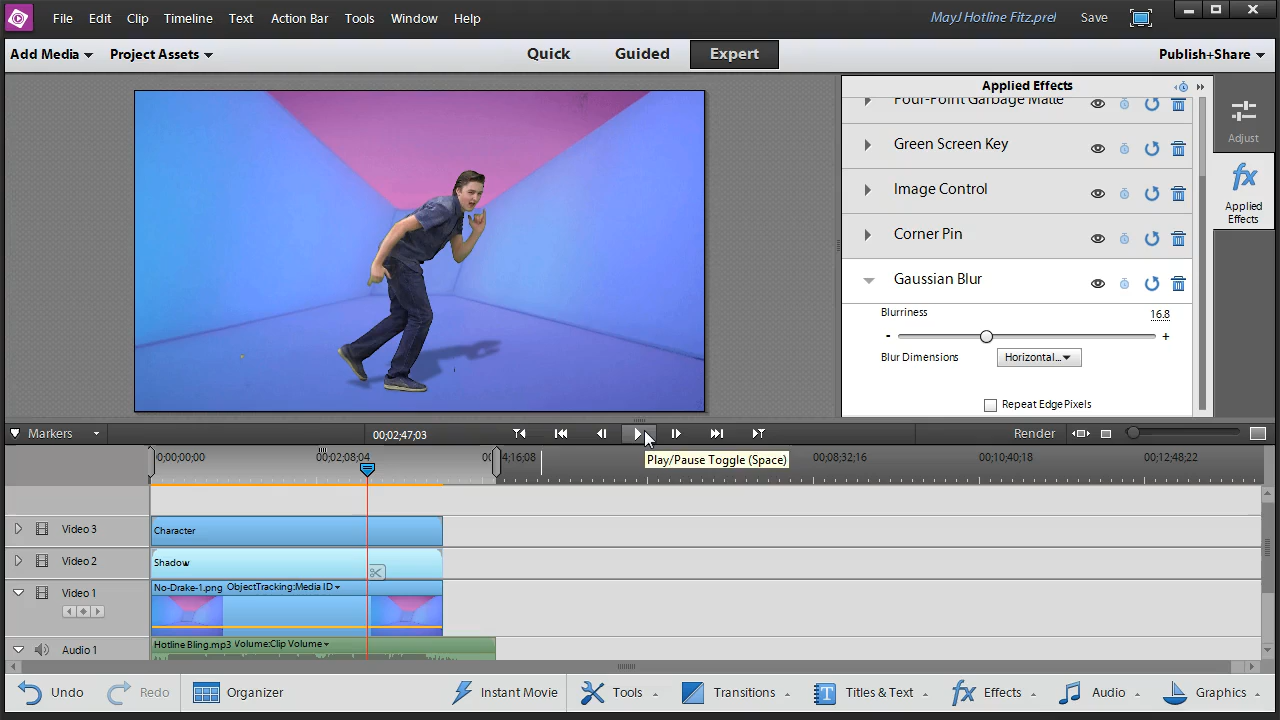 File Edit Clip Timeline Text Action Bar Tools Window Help MayJ Hotline Fitz.prel Save
Add Media Project Assets Quick Guided Expert Publish+Share
Applied Effects
Four-Point Garbage Matte
Green Screen Key
Image Control
Corner Pin
Gaussian Blur
Blurriness 16.8
- +
Blur Dimensions Horizontal...
Repeat Edge Pixels
Adjust
fx
Applied
Effects
Markers 00;02;47;03 Render
Play/Pause Toggle (Space)
;0;00;00;00 00;02;08;04 00; 4;16;08 00;08;32;16 00;10;40;18 00;12;48;22
Video 3 Character
Video 2 Shadow
Video 1 No-Drake-1.png ObjectTracking:Media ID
Audio 1 Hotline Bling.mp3 Volume:Clip Volume
Undo Redo Organizer Instant Movie Tools Transitions Titles & Text fx Effects Audio Graphics